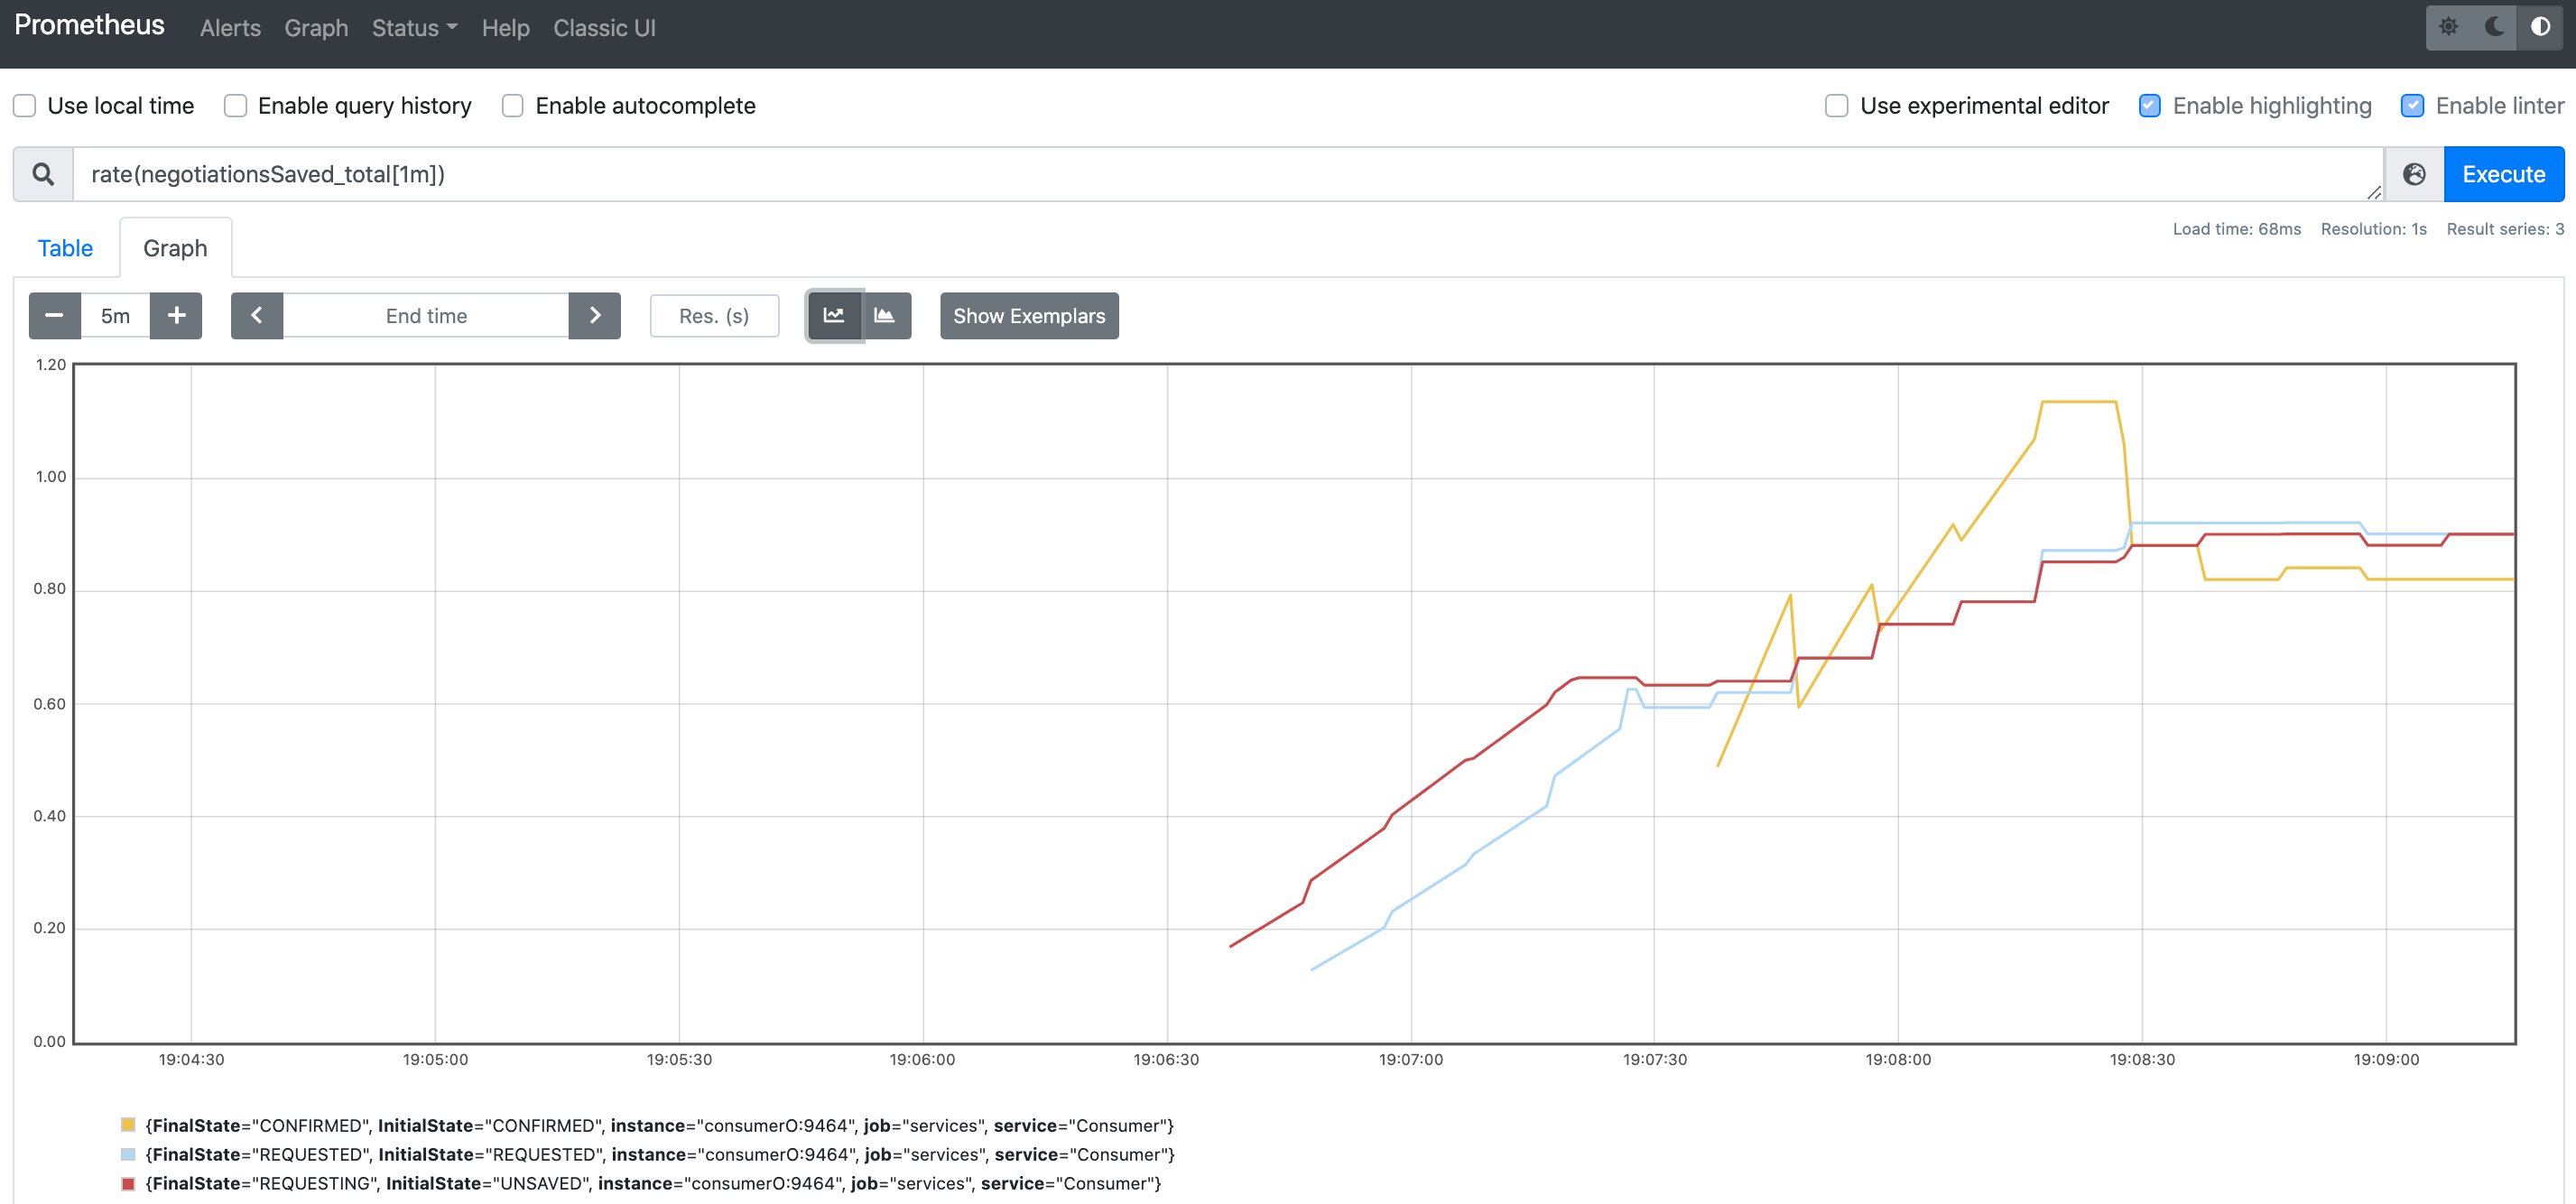 Prometheus Alerts Graph Status Help Classic UI
Use local time Enable query history Enable autocomplete Use experimental editor Enable highlighting Enable linter
rate(negotiationsSaved_total[1m]) Execute
Load time: 68ms Resolution: 1s Result series: 3
Table Graph
5m End time Res. (s) Show Exemplars
1.20
1.00
0.80
0.60
0.40
0.20
0.00
19:04:30 19:05:00 19:05:30 19:06:00 19:06:30 19:07:00 19:07:30 19:08:00 19:08:30 19:09:00
{FinalState="CONFIRMED", InitialState="CONFIRMED", instance="consumerO:9464", job="services", service="Consumer"}
{FinalState="REQUESTED", InitialState="REQUESTED", instance="consumerO:9464", job="services", service="Consumer"}
{FinalState="REQUESTING", InitialState="UNSAVED", instance="consumerO:9464", job="services", service="Consumer"}